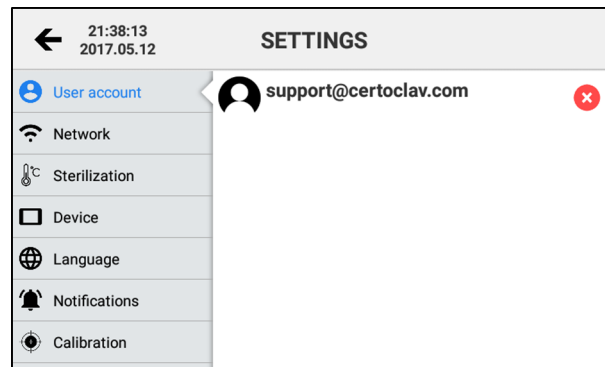 21:38:13
2017.05.12
SETTINGS
User account
support@certoclav.com
Network
°C
Sterilization
Device
Language
Notifications
Calibration